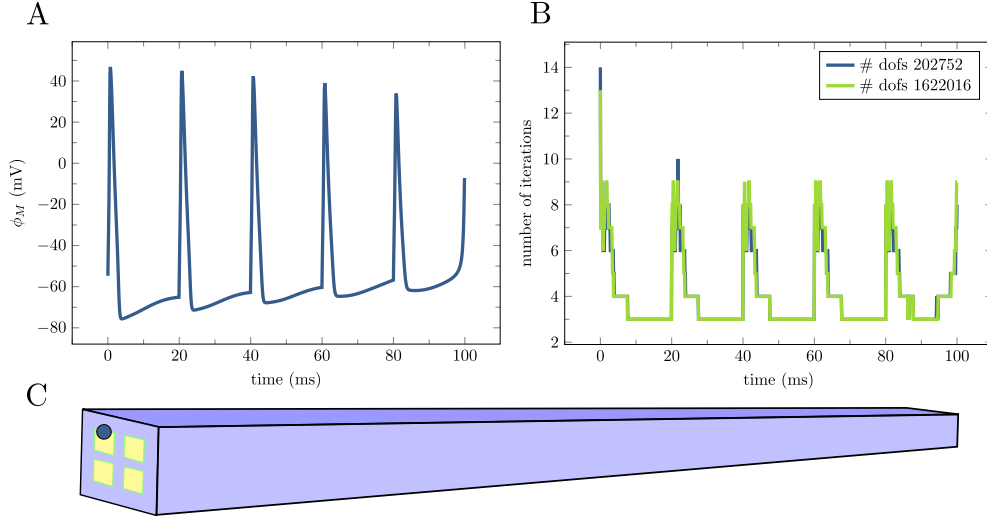 A
ϕ_M (mV)
40
20
0
−20
−40
−60
−80
0 20 40 60 80 100
time (ms)
B
# dofs 202752
# dofs 1622016
number of iterations
14
12
10
8
6
4
2
0 20 40 60 80 100
time (ms)
C